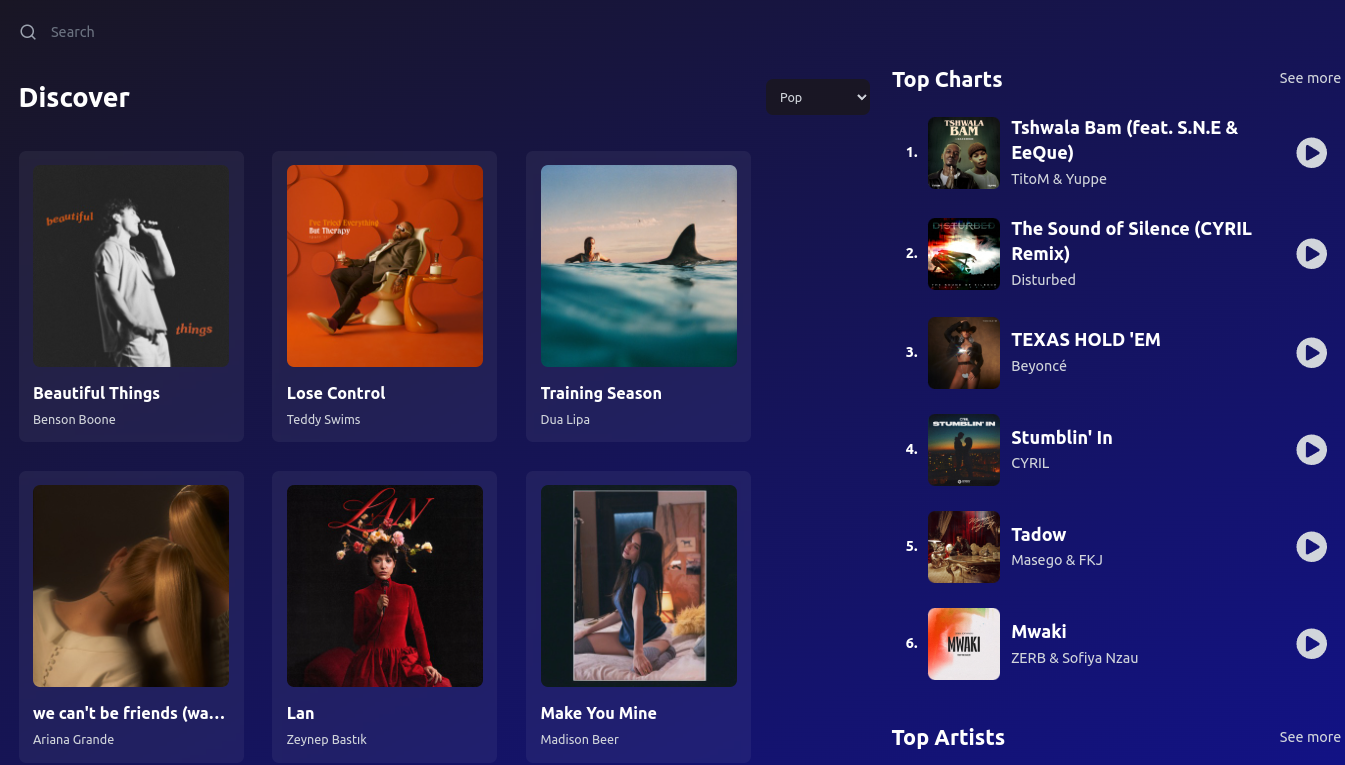 Search
Discover
Pop
beautiful
things
Beautiful Things
Benson Boone
I've Tried Everything
But Therapy
Lose Control
Teddy Swims
Training Season
Dua Lipa
we can't be friends (wa...
Ariana Grande
LAN
Lan
Zeynep Bastık
Make You Mine
Madison Beer
Top Charts
See more
1.
TSHWALA
BAM
Tshwala Bam (feat. S.N.E &
EeQue)
TitoM & Yuppe
2.
DISTURBED
The Sound of Silence (CYRIL
Remix)
Disturbed
3.
TEXAS HOLD 'EM
Beyoncé
4.
STUMBLIN' IN
Stumblin' In
CYRIL
5.
Tadow
Masego & FKJ
6.
MWAKI
Mwaki
ZERB & Sofiya Nzau
Top Artists
See more